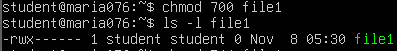 student@maria076:~$ chmod 700 file1
student@maria076:~$ ls -l file1
-rwx------ 1 student student 0 Nov  8 05:30 file1